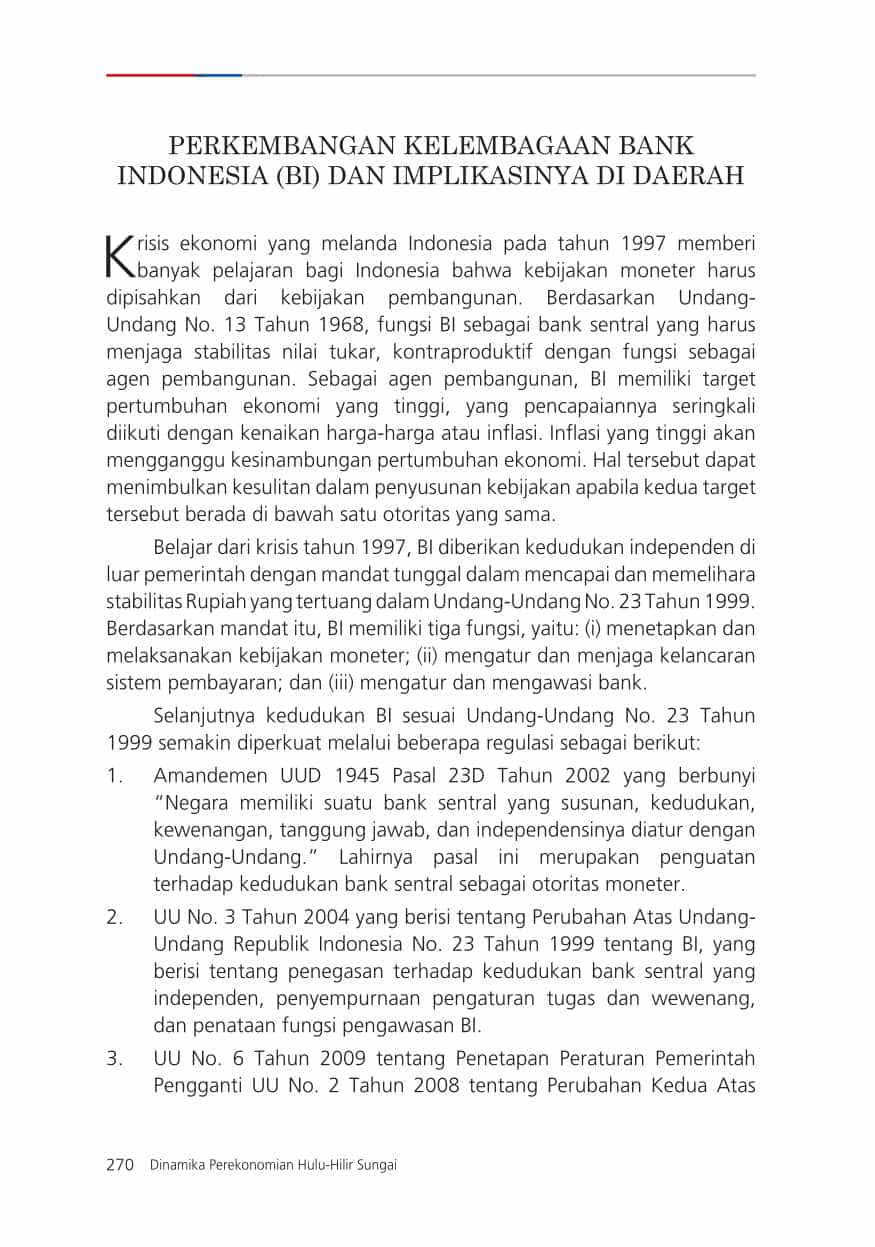 PERKEMBANGAN KELEMBAGAAN BANK
INDONESIA (BI) DAN IMPLIKASINYA DI DAERAH
Krisis ekonomi yang melanda Indonesia pada tahun 1997 memberi
banyak pelajaran bagi Indonesia bahwa kebijakan moneter harus
dipisahkan dari kebijakan pembangunan. Berdasarkan Undang-
Undang No. 13 Tahun 1968, fungsi BI sebagai bank sentral yang harus
menjaga stabilitas nilai tukar, kontraproduktif dengan fungsi sebagai
agen pembangunan. Sebagai agen pembangunan, BI memiliki target
pertumbuhan ekonomi yang tinggi, yang pencapaiannya seringkali
diikuti dengan kenaikan harga-harga atau inflasi. Inflasi yang tinggi akan
mengganggu kesinambungan pertumbuhan ekonomi. Hal tersebut dapat
menimbulkan kesulitan dalam penyusunan kebijakan apabila kedua target
tersebut berada di bawah satu otoritas yang sama.
Belajar dari krisis tahun 1997, BI diberikan kedudukan independen di
luar pemerintah dengan mandat tunggal dalam mencapai dan memelihara
stabilitas Rupiah yang tertuang dalam Undang-Undang No. 23 Tahun 1999.
Berdasarkan mandat itu, BI memiliki tiga fungsi, yaitu: (i) menetapkan dan
melaksanakan kebijakan moneter; (ii) mengatur dan menjaga kelancaran
sistem pembayaran; dan (iii) mengatur dan mengawasi bank.
Selanjutnya kedudukan BI sesuai Undang-Undang No. 23 Tahun
1999 semakin diperkuat melalui beberapa regulasi sebagai berikut:
1. Amandemen UUD 1945 Pasal 23D Tahun 2002 yang berbunyi
“Negara memiliki suatu bank sentral yang susunan, kedudukan,
kewenangan, tanggung jawab, dan independensinya diatur dengan
Undang-Undang.” Lahirnya pasal ini merupakan penguatan
terhadap kedudukan bank sentral sebagai otoritas moneter.
2. UU No. 3 Tahun 2004 yang berisi tentang Perubahan Atas Undang-
Undang Republik Indonesia No. 23 Tahun 1999 tentang BI, yang
berisi tentang penegasan terhadap kedudukan bank sentral yang
independen, penyempurnaan pengaturan tugas dan wewenang,
dan penataan fungsi pengawasan BI.
3. UU No. 6 Tahun 2009 tentang Penetapan Peraturan Pemerintah
Pengganti UU No. 2 Tahun 2008 tentang Perubahan Kedua Atas
270 Dinamika Perekonomian Hulu-Hilir Sungai